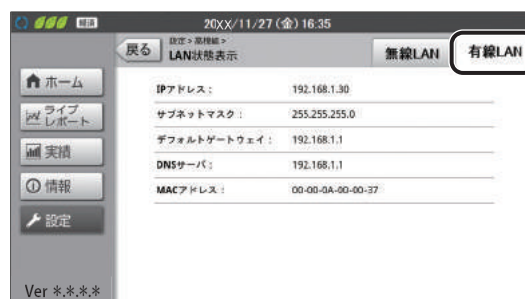 経済
20XX/11/27(金)16:35
戻る
設定>高機能>
LAN状態表示
無線LAN
有線LAN
ホーム
ライブ
レポート
実績
情報
設定
IPアドレス: 192.168.1.30
サブネットマスク: 255.255.255.0
デフォルトゲートウェイ: 192.168.1.1
DNSサーバ: 192.168.1.1
MACアドレス: 00-00-0A-00-00-37
Ver *.*.*.*